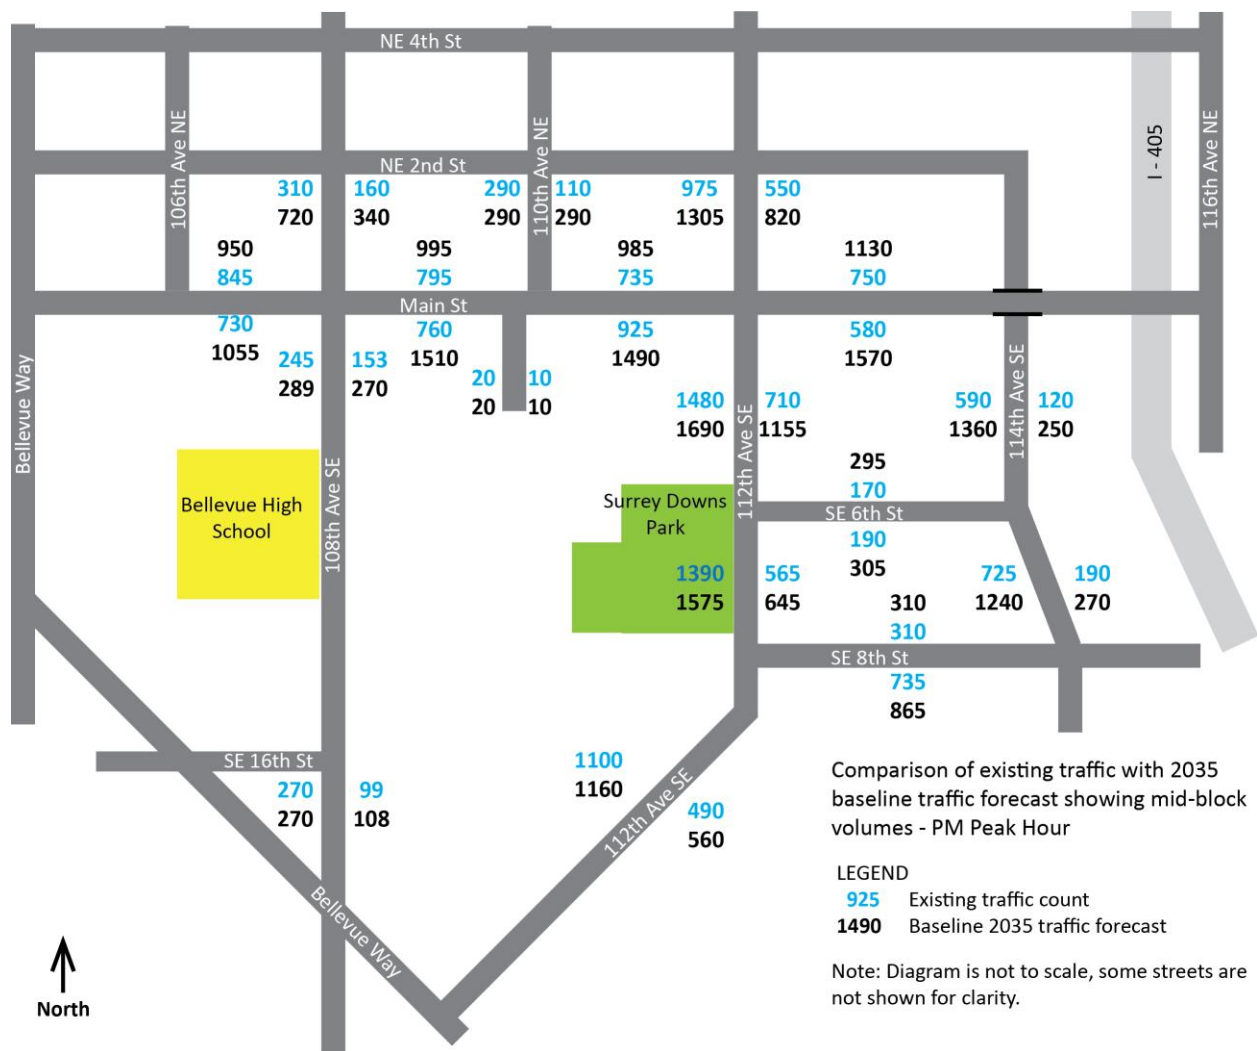 NE 4th St
106th Ave NE
110th Ave NE
I - 405
116th Ave NE
NE 2nd St
310 160 290 110 975 550
720 340 290 290 1305 820
950 995 985 1130
845 795 735 750
Main St
730 760 925 580
1055 1510 1490 1570
245 153
289 270
20 10
20 10
1480 710 590 120
1690 1155 1360 250
Bellevue Way
108th Ave SE
112th Ave SE
114th Ave SE
295
170
SE 6th St
190
305
Bellevue High
School
Surrey Downs
Park
1390 565 725 190
1575 645 1240 270
310
310
SE 8th St
735
865
SE 16th St
270 99
270 108
1100
1160
112th Ave SE
490
560
Bellevue Way
North
Comparison of existing traffic with 2035
baseline traffic forecast showing mid-block
volumes - PM Peak Hour
LEGEND
925 Existing traffic count
1490 Baseline 2035 traffic forecast
Note: Diagram is not to scale, some streets are
not shown for clarity.